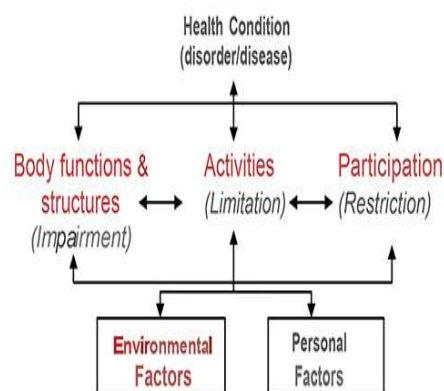 Health Condition
(disorder/disease)
Body functions &
structures
(Impairment)
Activities
(Limitation)
Participation
(Restriction)
Environmental
Factors
Personal
Factors